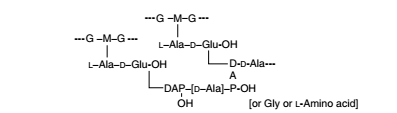 ---G –M–G ---
---G –M–G ---
L–Ala–D–Glu-OH
L–Ala–D–Glu-OH
D-D-Ala---
A
DAP–[D-Ala]–P-OH
OH
[or Gly or L-Amino acid]